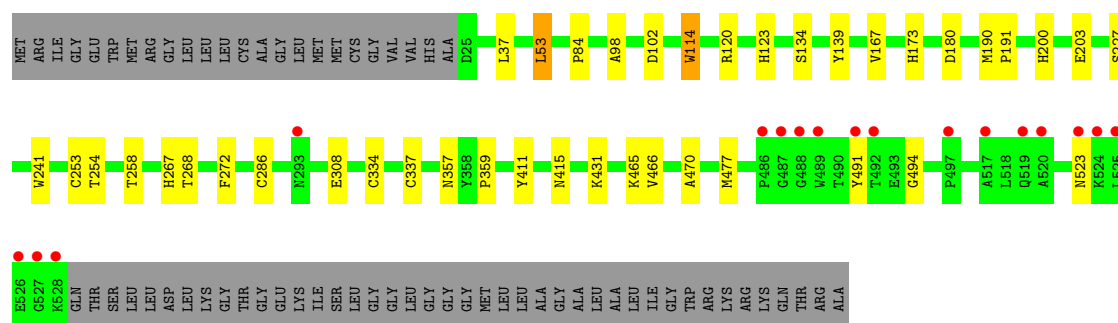 MET ARG ILE GLY GLU TRP MET ARG GLY LEU LEU LEU CYS ALA GLY LEU MET MET CYS GLY VAL VAL HIS ALA D25 L37 L53 P84 A98 D102 W114 R120 H123 S134 Y139 V167 H173 D180 M190 P191 H200 E203 S227
W241 C253 T254 T258 H267 T268 F272 C286 N293 E308 C334 C337 N357 Y358 P359 Y411 N415 K431 K465 V466 A470 M477 P486 G487 G488 W489 T490 Y491 T492 E493 G494 P497 A517 L518 Q519 A520 N523 K524 L525
E526 G527 K528 GLN THR SER LEU LEU ASP LEU LYS GLY THR GLY GLU LYS ILE SER LEU GLY GLY LEU GLY GLY GLY MET LEU LEU ALA GLY ALA LEU ALA LEU ILE GLY TRP ARG LYS ARG LYS GLN THR ARG ALA